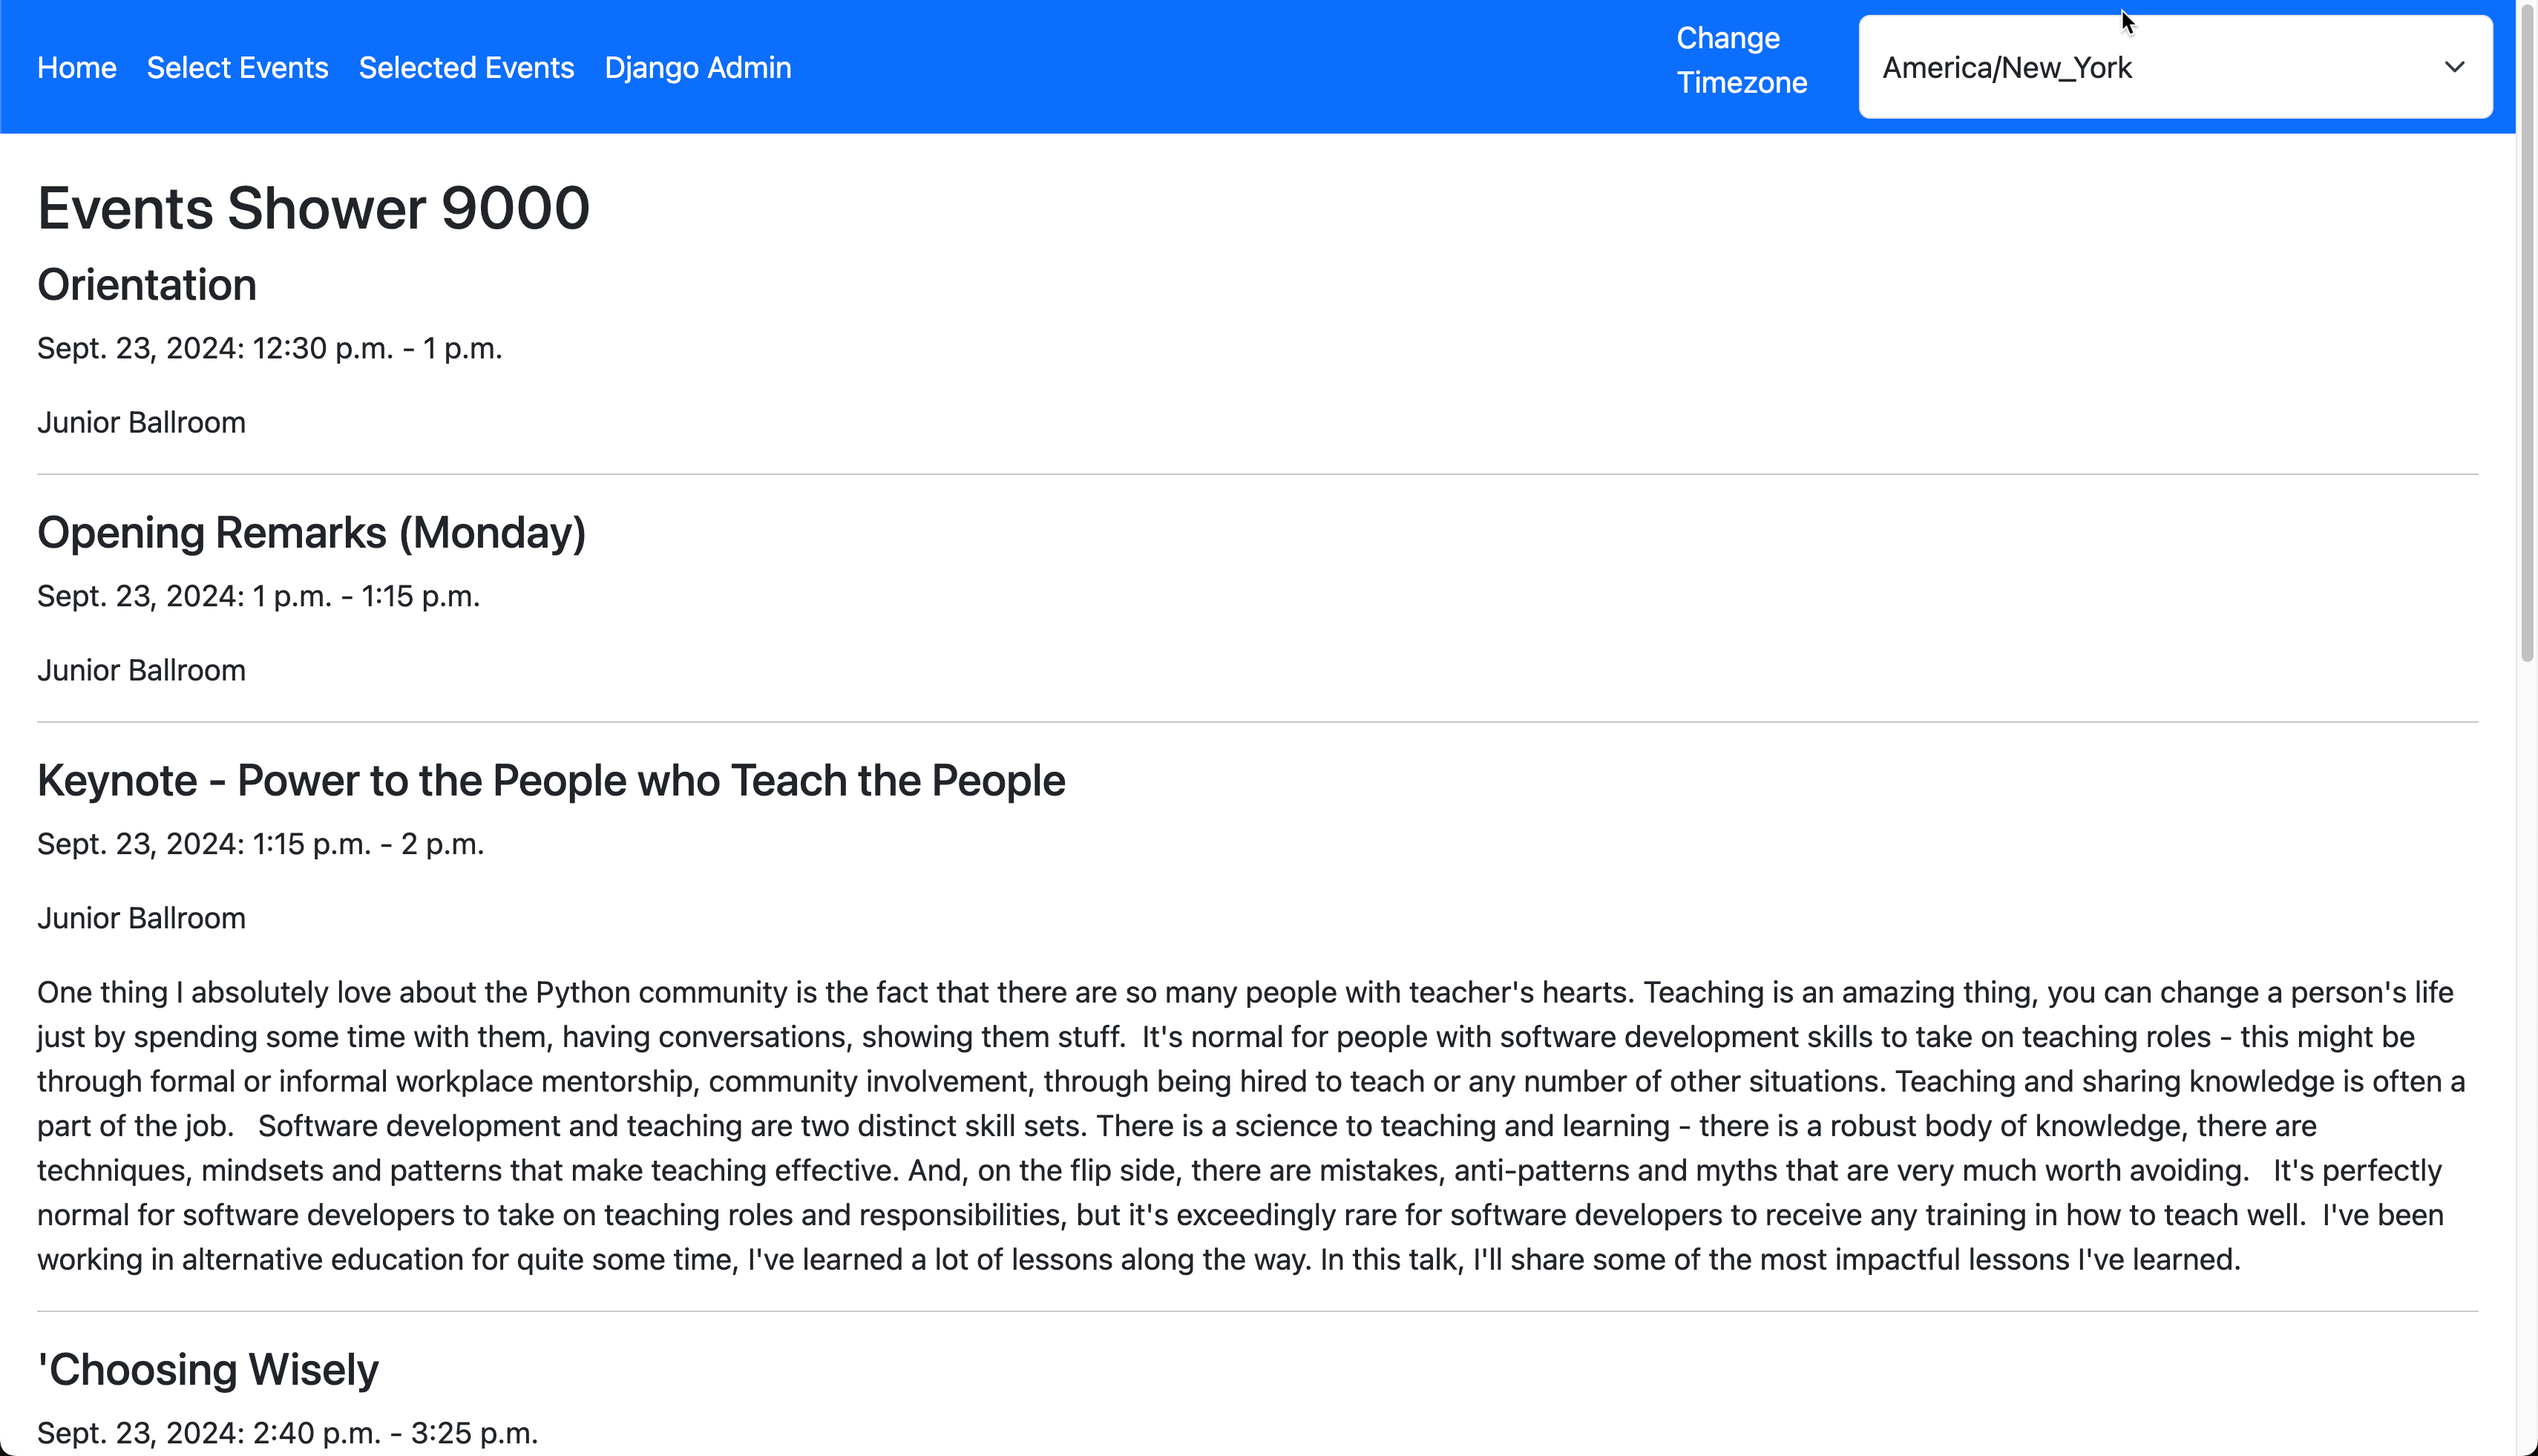 Home Select Events Selected Events Django Admin
Change
Timezone
America/New_York
Events Shower 9000
Orientation
Sept. 23, 2024: 12:30 p.m. - 1 p.m.
Junior Ballroom
Opening Remarks (Monday)
Sept. 23, 2024: 1 p.m. - 1:15 p.m.
Junior Ballroom
Keynote - Power to the People who Teach the People
Sept. 23, 2024: 1:15 p.m. - 2 p.m.
Junior Ballroom
One thing I absolutely love about the Python community is the fact that there are so many people with teacher's hearts. Teaching is an amazing thing, you can change a person's life
just by spending some time with them, having conversations, showing them stuff.  It's normal for people with software development skills to take on teaching roles - this might be
through formal or informal workplace mentorship, community involvement, through being hired to teach or any number of other situations. Teaching and sharing knowledge is often a
part of the job.   Software development and teaching are two distinct skill sets. There is a science to teaching and learning - there is a robust body of knowledge, there are
techniques, mindsets and patterns that make teaching effective. And, on the flip side, there are mistakes, anti-patterns and myths that are very much worth avoiding.   It's perfectly
normal for software developers to take on teaching roles and responsibilities, but it's exceedingly rare for software developers to receive any training in how to teach well.  I've been
working in alternative education for quite some time, I've learned a lot of lessons along the way. In this talk, I'll share some of the most impactful lessons I've learned.
'Choosing Wisely
Sept. 23, 2024: 2:40 p.m. - 3:25 p.m.